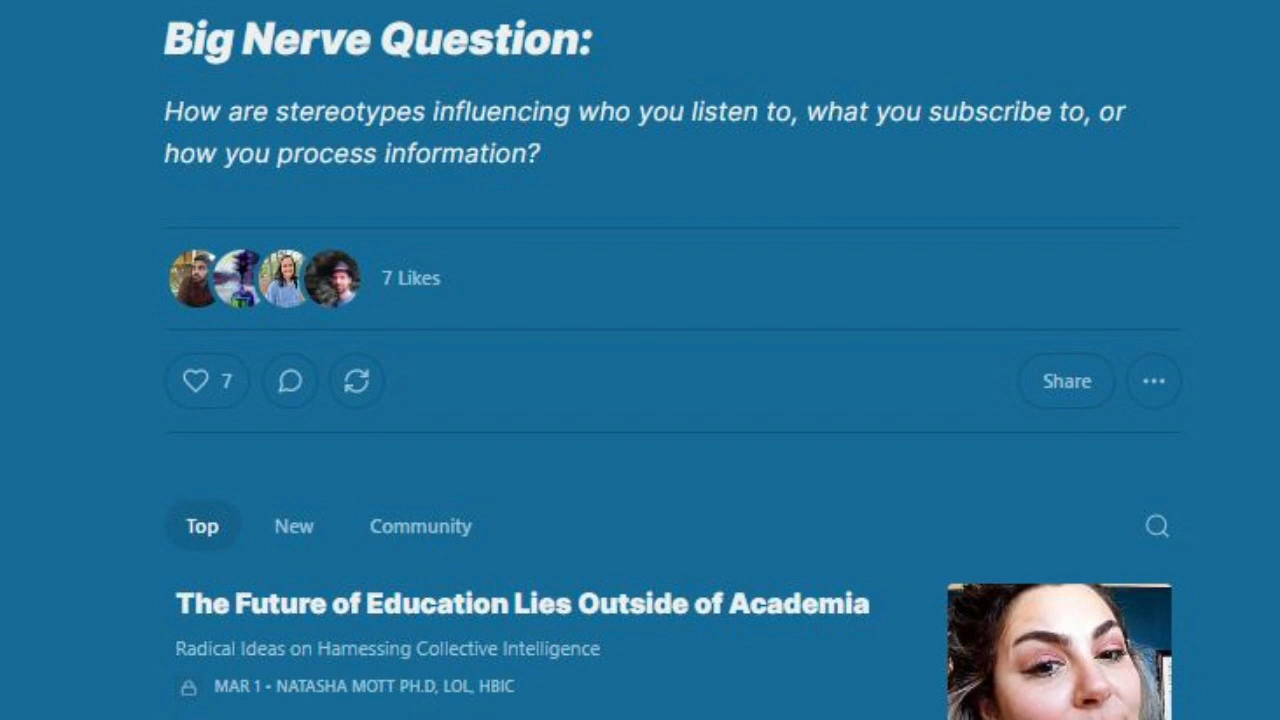 Big Nerve Question:
How are stereotypes influencing who you listen to, what you subscribe to, or
how you process information?
7 Likes
7
Share
Top
New
Community
The Future of Education Lies Outside of Academia
Radical Ideas on Harnessing Collective Intelligence
MAR 1 • NATASHA MOTT PH.D, LOL, HBIC